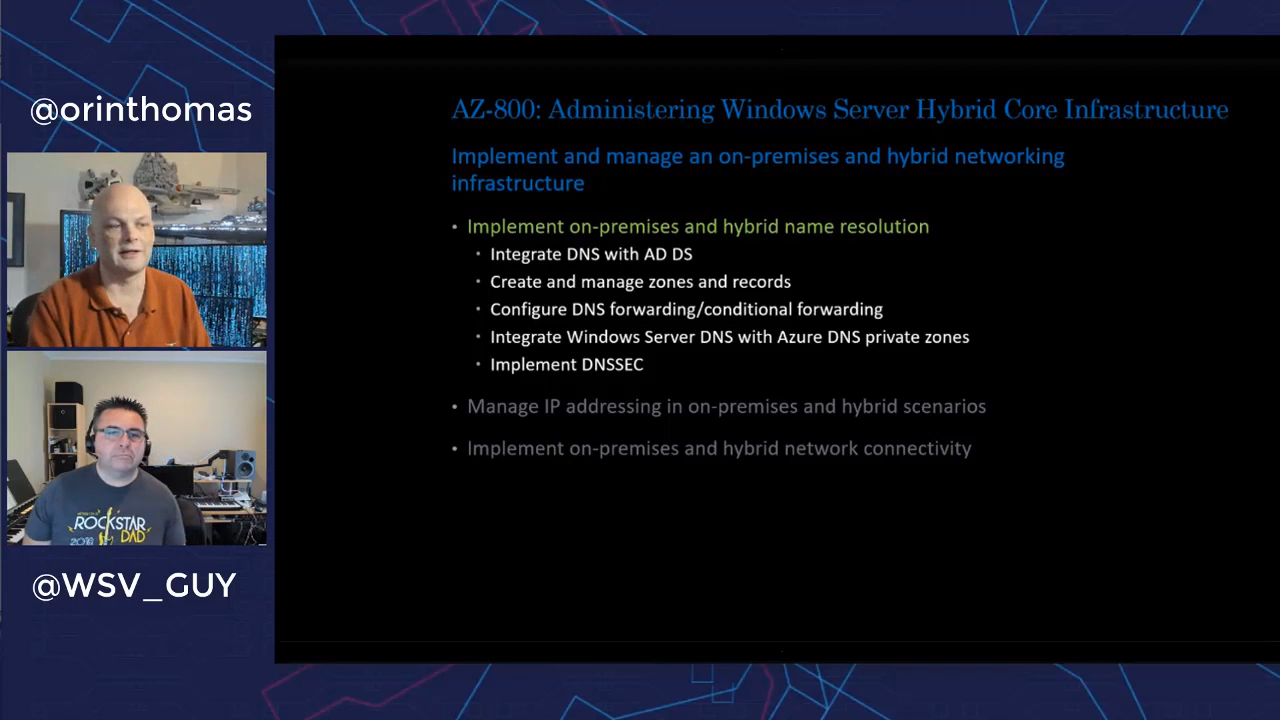 @orinthomas
ROCKSTAR
DAD
@WSV_GUY
AZ-800: Administering Windows Server Hybrid Core Infrastructure
Implement and manage an on-premises and hybrid networking
infrastructure
• Implement on-premises and hybrid name resolution
• Integrate DNS with AD DS
• Create and manage zones and records
• Configure DNS forwarding/conditional forwarding
• Integrate Windows Server DNS with Azure DNS private zones
• Implement DNSSEC
• Manage IP addressing in on-premises and hybrid scenarios
• Implement on-premises and hybrid network connectivity